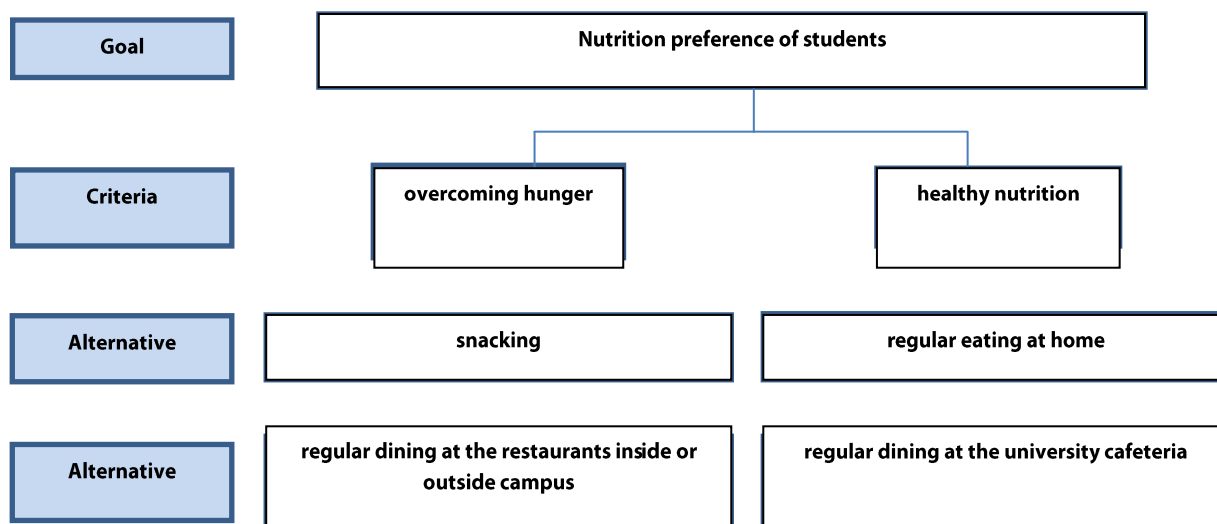 Goal
Nutrition preference of students
Criteria
overcoming hunger
healthy nutrition
Alternative
snacking
regular eating at home
Alternative
regular dining at the restaurants inside or
outside campus
regular dining at the university cafeteria